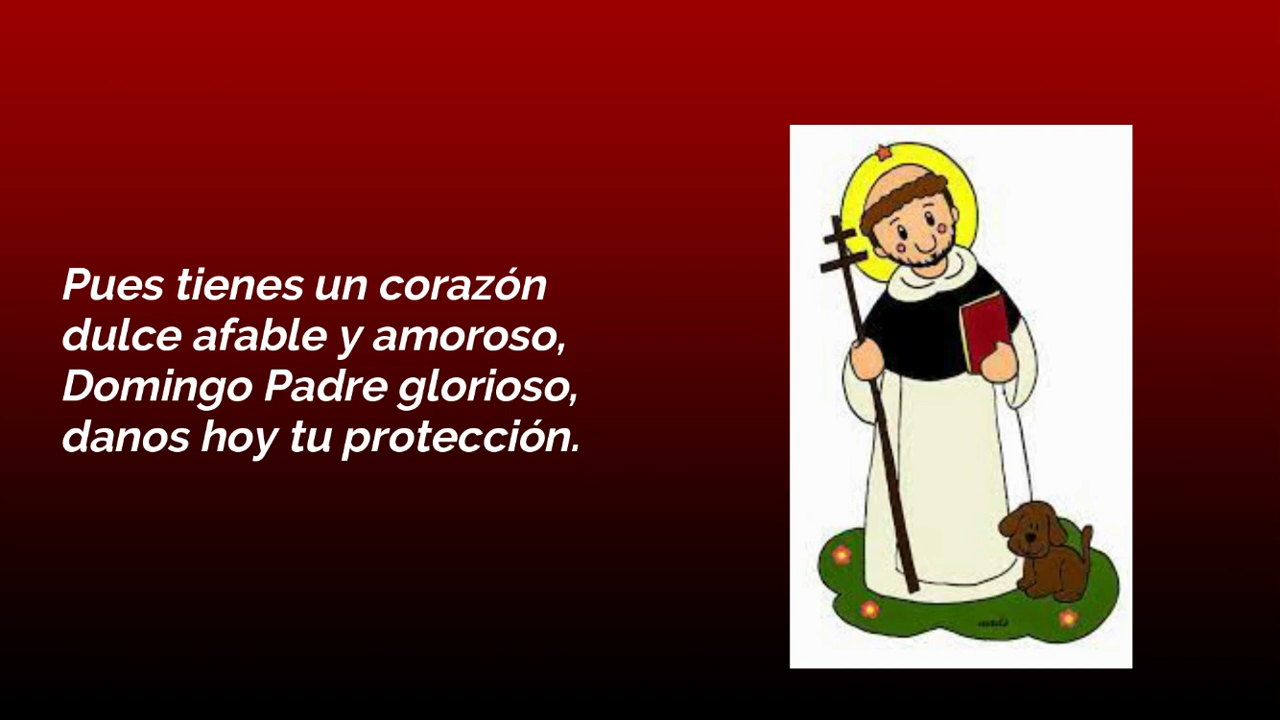 Pues tienes un corazón
dulce afable y amoroso,
Domingo Padre glorioso,
danos hoy tu protección.